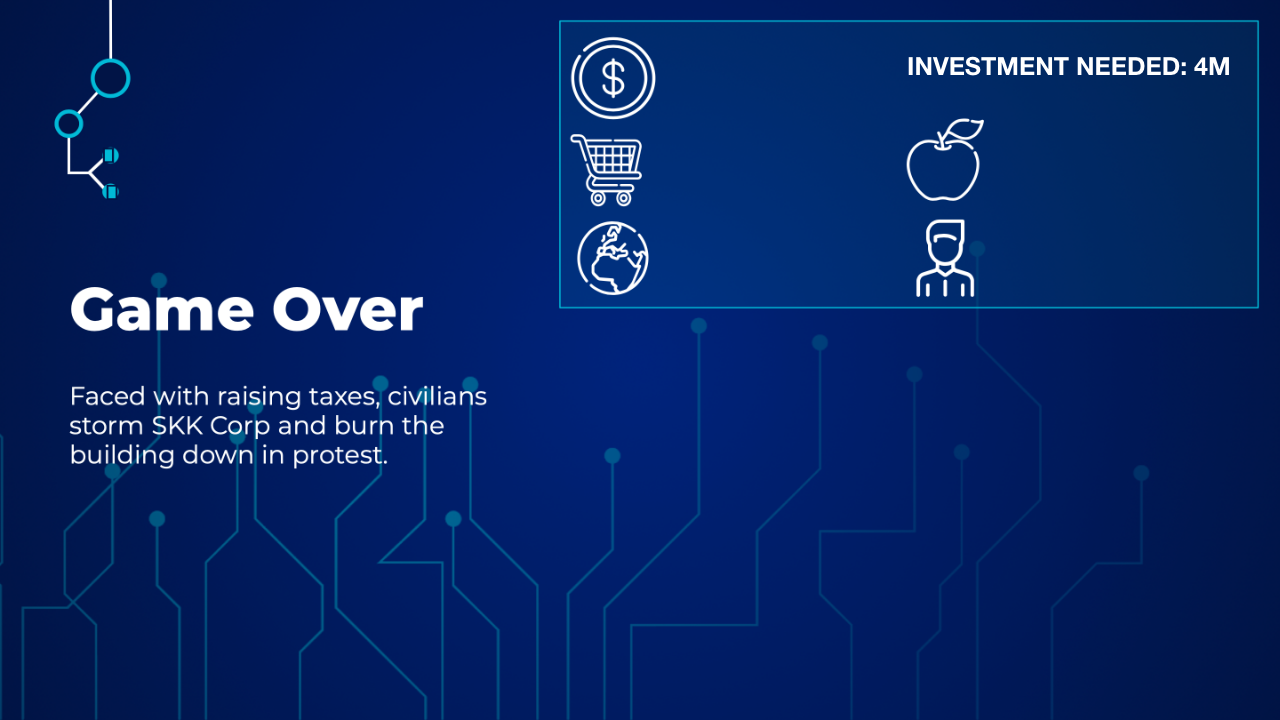 INVESTMENT NEEDED: 4M
Game Over
Faced with raising taxes, civilians
storm SKK Corp and burn the
building down in protest.